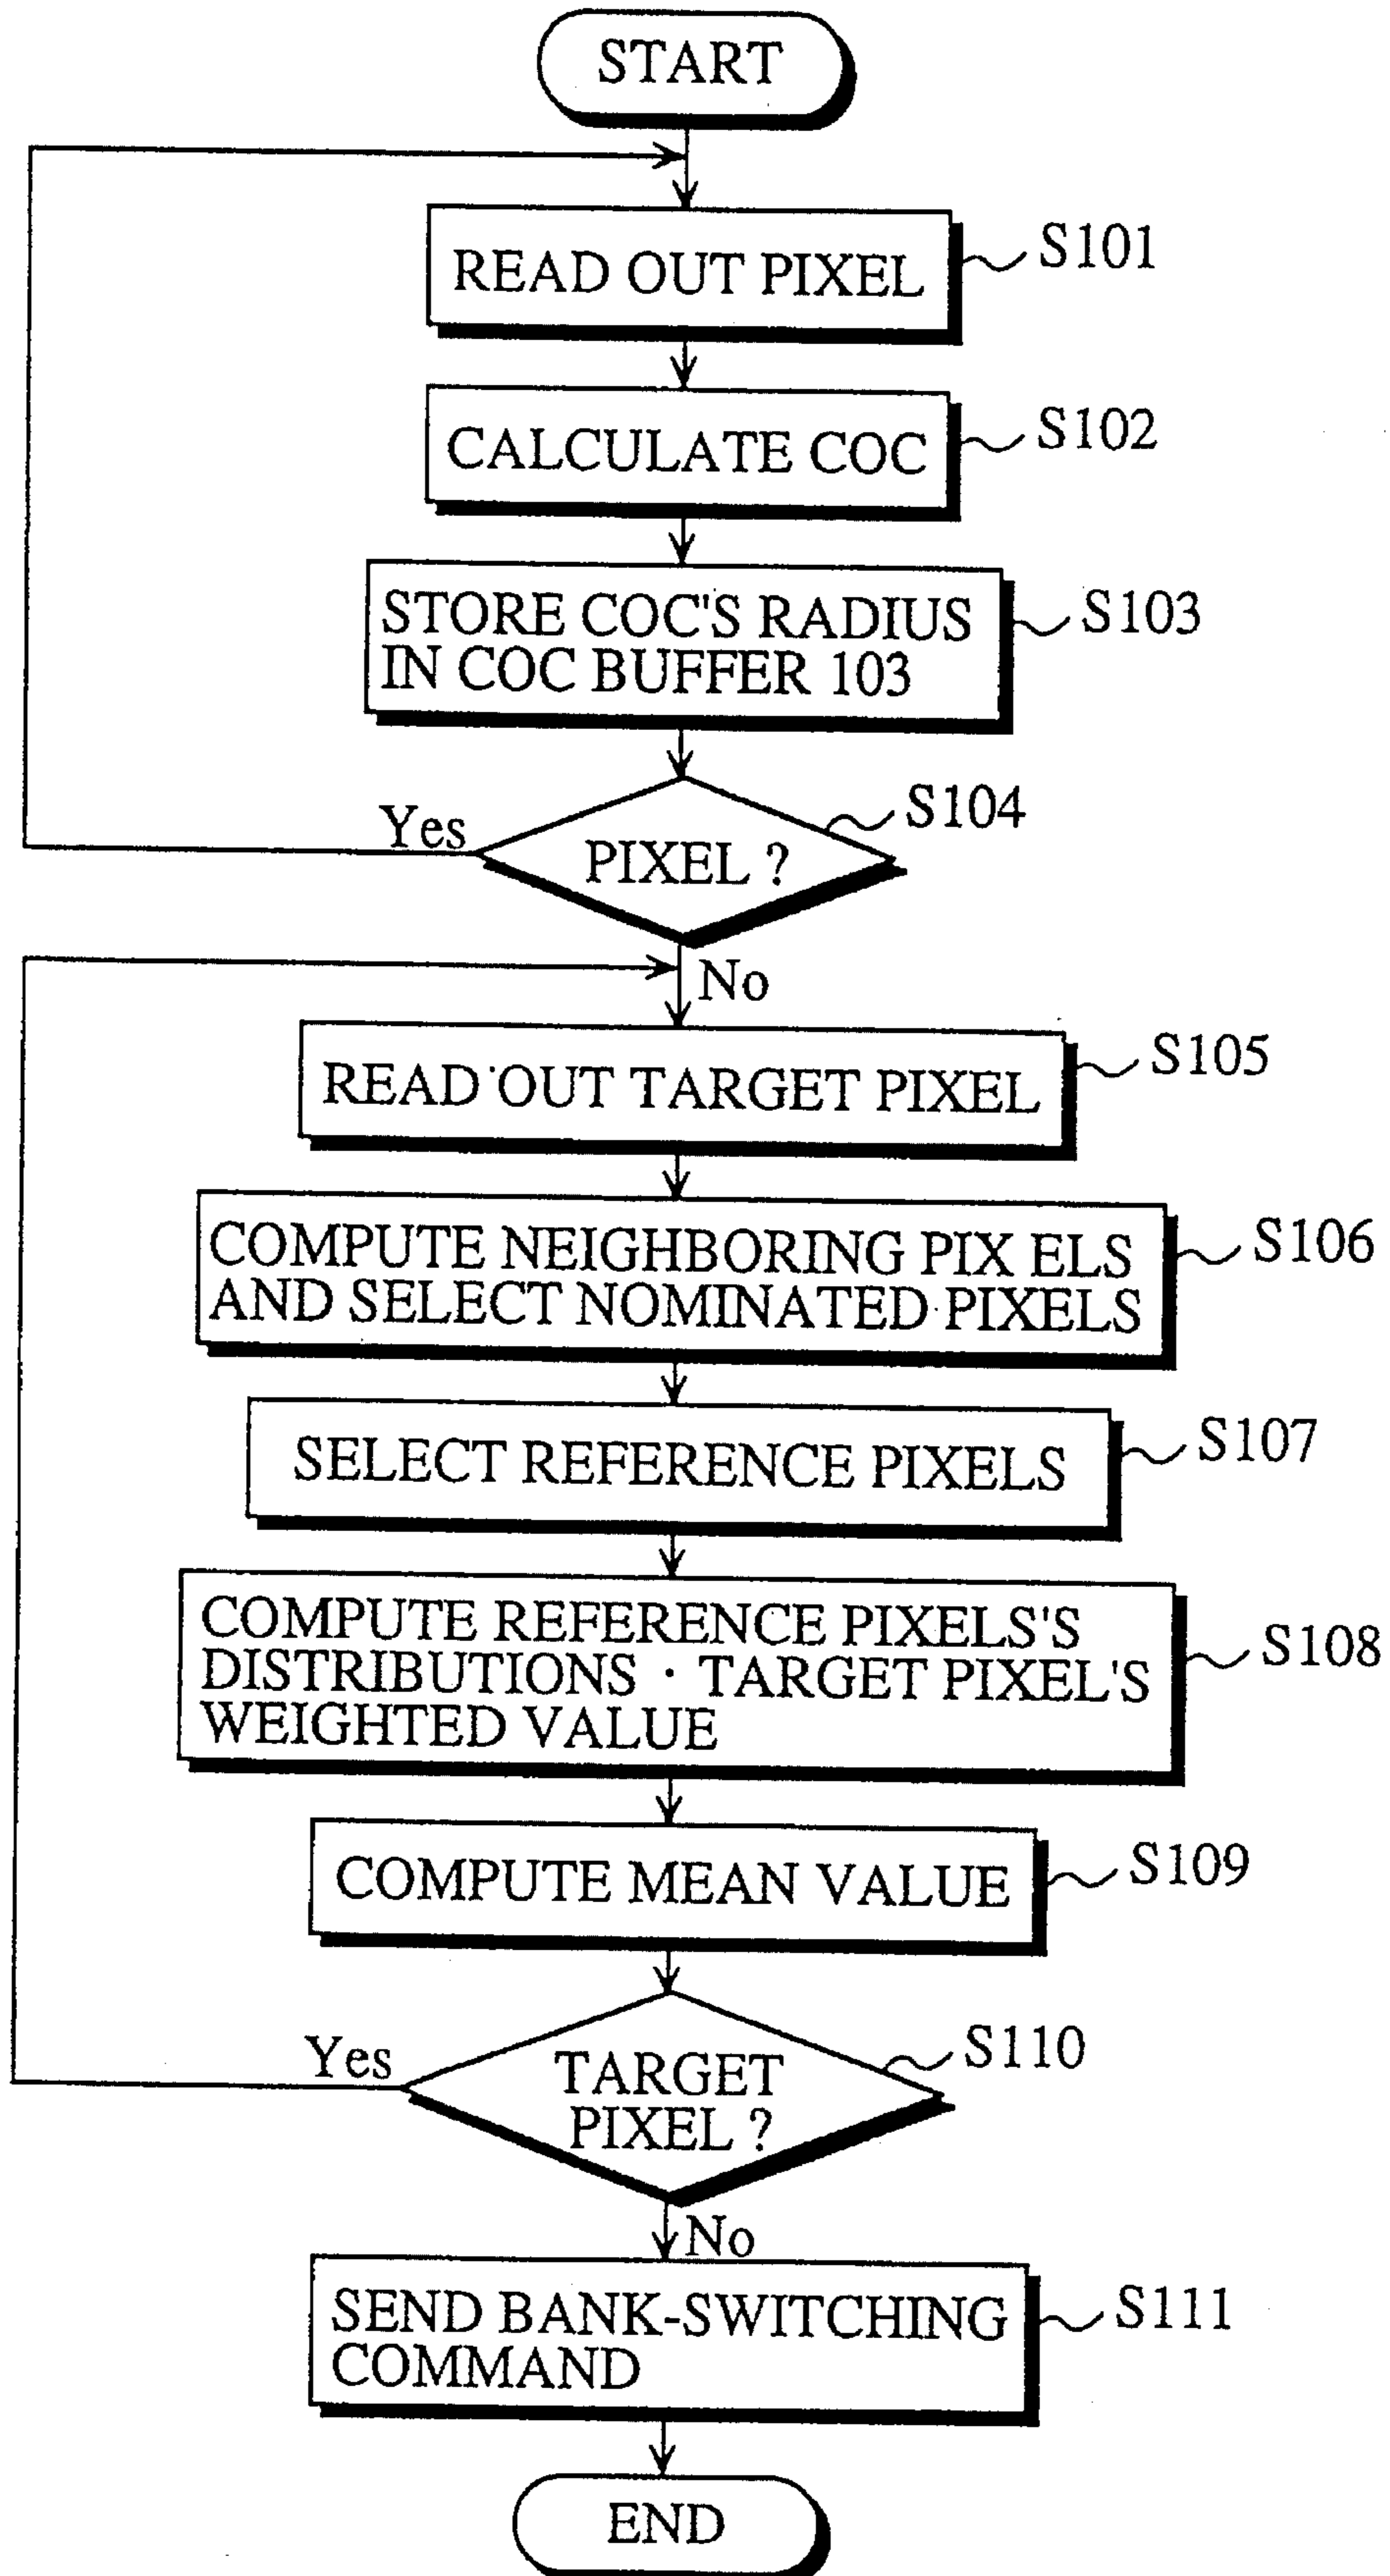 START
READ OUT PIXEL
S101
CALCULATE COC
S102
STORE COC'S RADIUS
IN COC BUFFER 103
S103
PIXEL ?
S104
Yes
No
READ OUT TARGET PIXEL
S105
COMPUTE NEIGHBORING PIX ELS
AND SELECT NOMINATED PIXELS
S106
SELECT REFERENCE PIXELS
S107
COMPUTE REFERENCE PIXELS'S
DISTRIBUTIONS · TARGET PIXEL'S
WEIGHTED VALUE
S108
COMPUTE MEAN VALUE
S109
TARGET
PIXEL ?
S110
Yes
No
SEND BANK-SWITCHING
COMMAND
S111
END